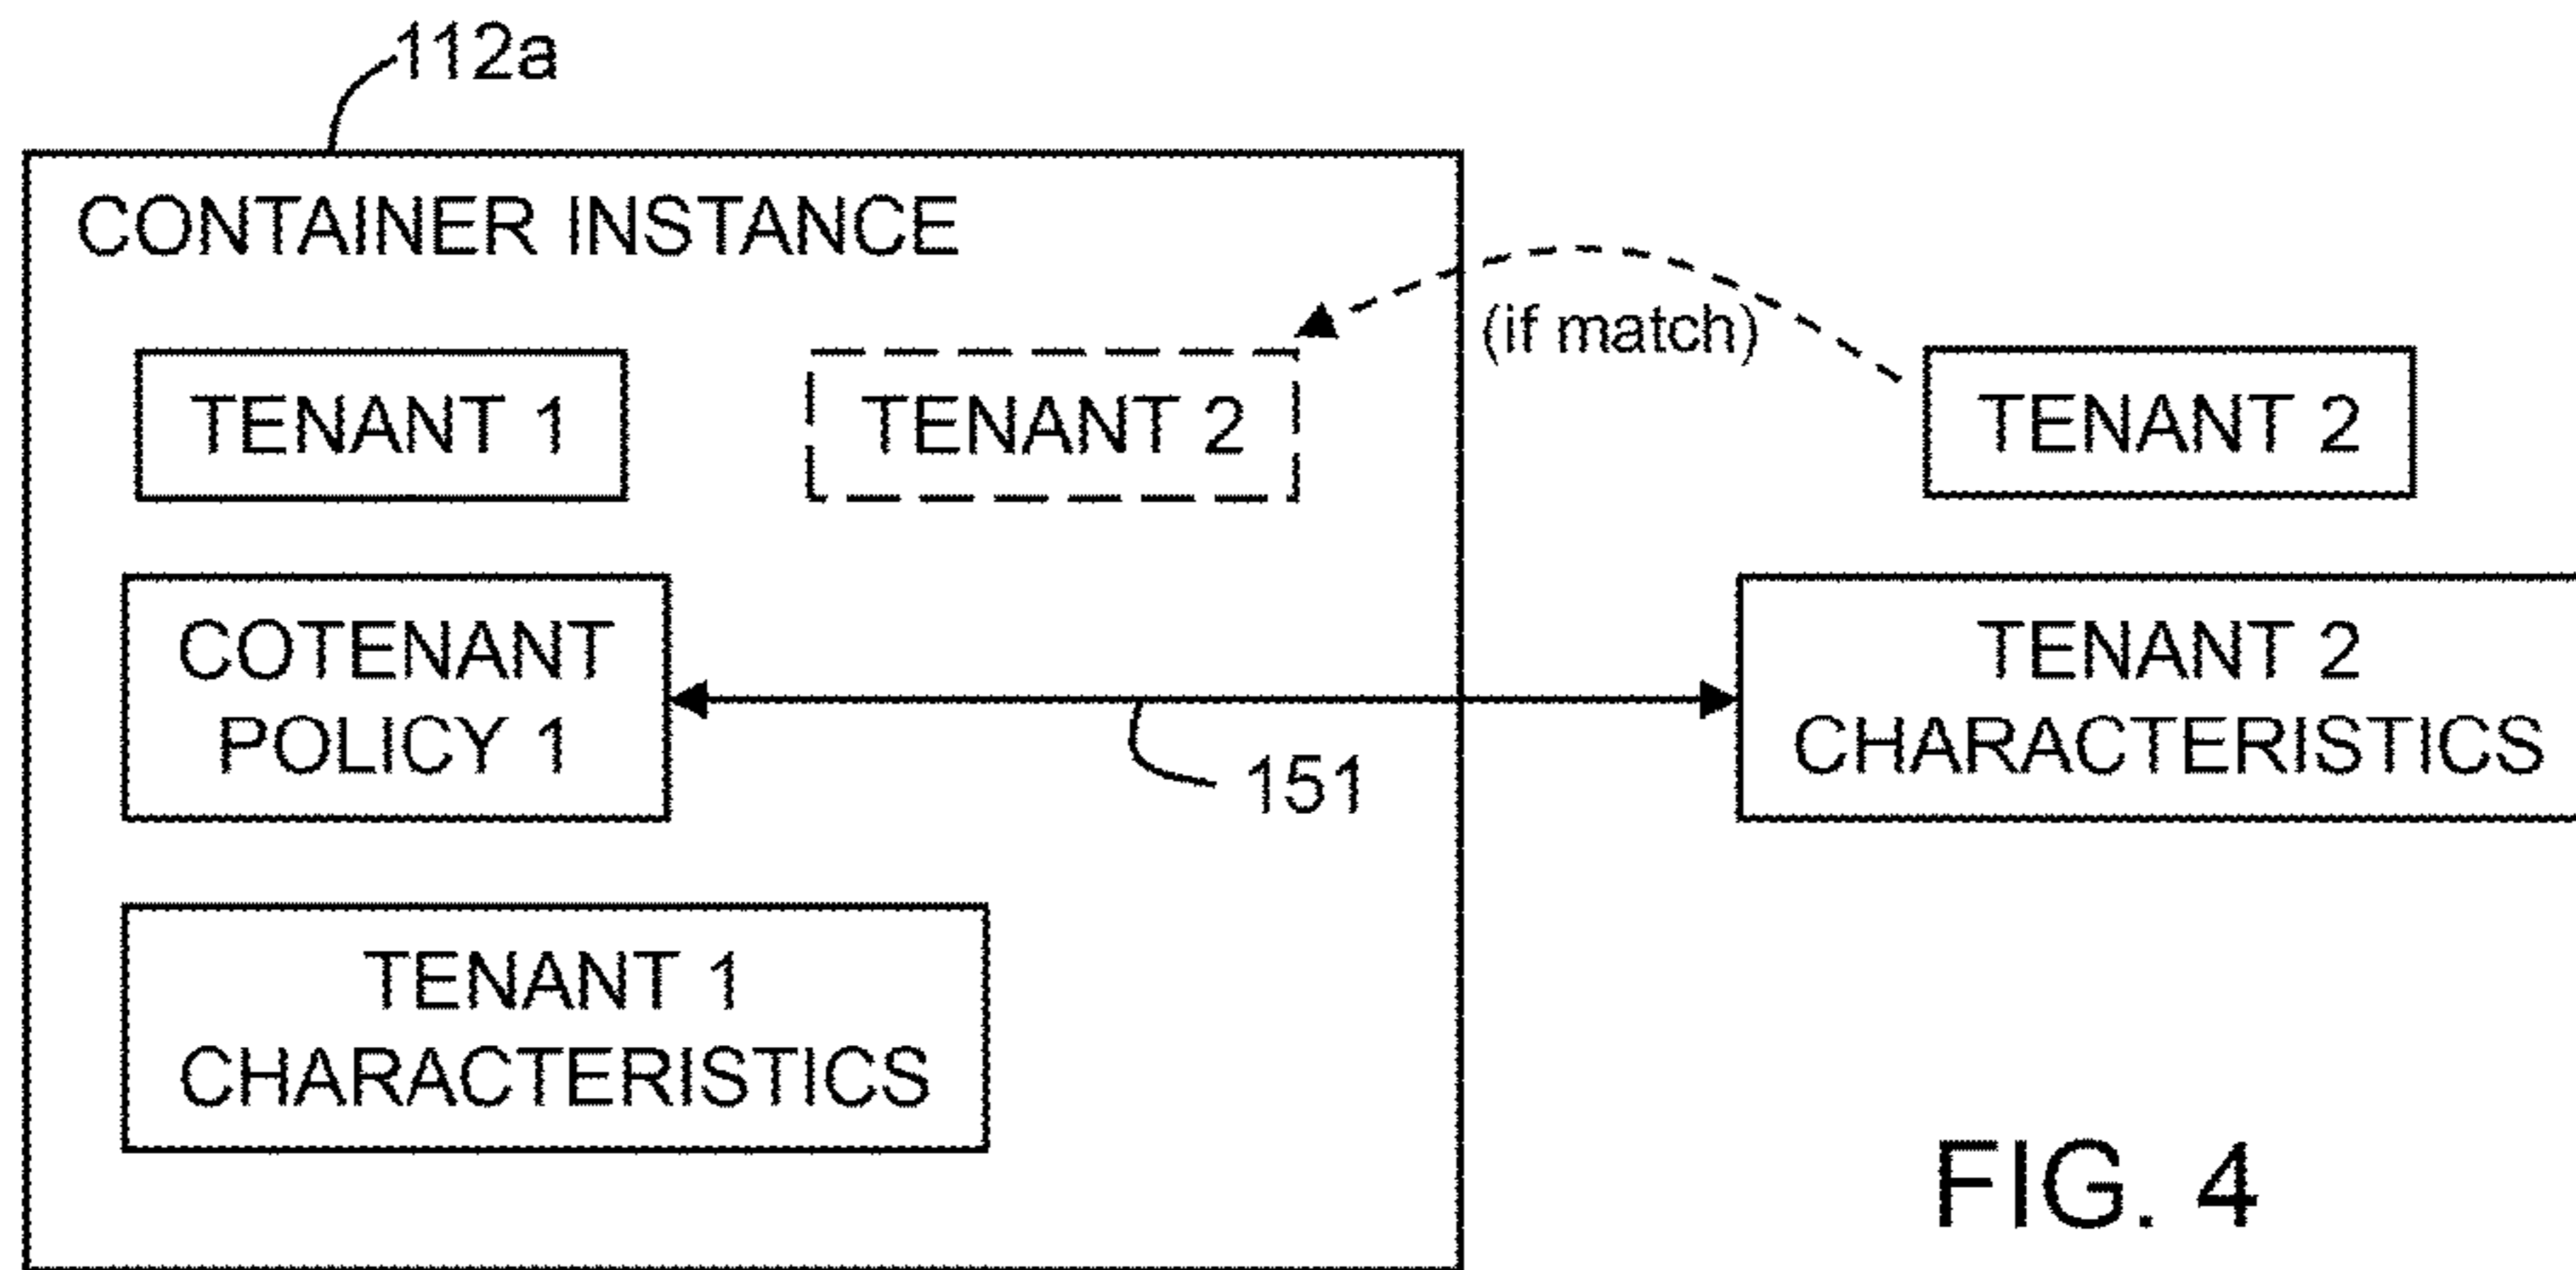 112a
CONTAINER INSTANCE
(if match)
TENANT 1
TENANT 2
TENANT 2
COTENANT
POLICY 1
151
TENANT 2
CHARACTERISTICS
TENANT 1
CHARACTERISTICS
FIG. 4